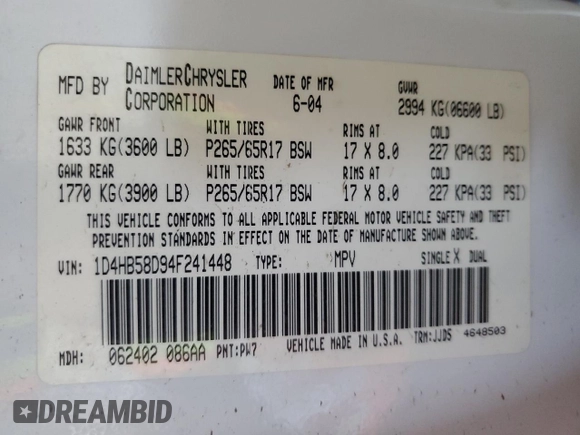 MFD BY DAIMLERCHRYSLER CORPORATION DATE OF MFR 6-04 GVWR 2994 KG(06600 LB)
GAWR FRONT WITH TIRES RIMS AT COLD
1633 KG(3600 LB) P265/65R17 BSW 17 X 8.0 227 KPA(33 PSI)
GAWR REAR WITH TIRES RIMS AT COLD
1770 KG(3900 LB) P265/65R17 BSW 17 X 8.0 227 KPA(33 PSI)
THIS VEHICLE CONFORMS TO ALL APPLICABLE FEDERAL MOTOR VEHICLE SAFETY AND THEFT
PREVENTION STANDARDS IN EFFECT ON THE DATE OF MANUFACTURE SHOWN ABOVE.
VIN: 1D4HB58D94F241448 TYPE: MPV SINGLE X DUAL
MDH: 062402 086AA PNT:PW7 VEHICLE MADE IN U.S.A. TRM:JJDS 4648503
DREAMBID